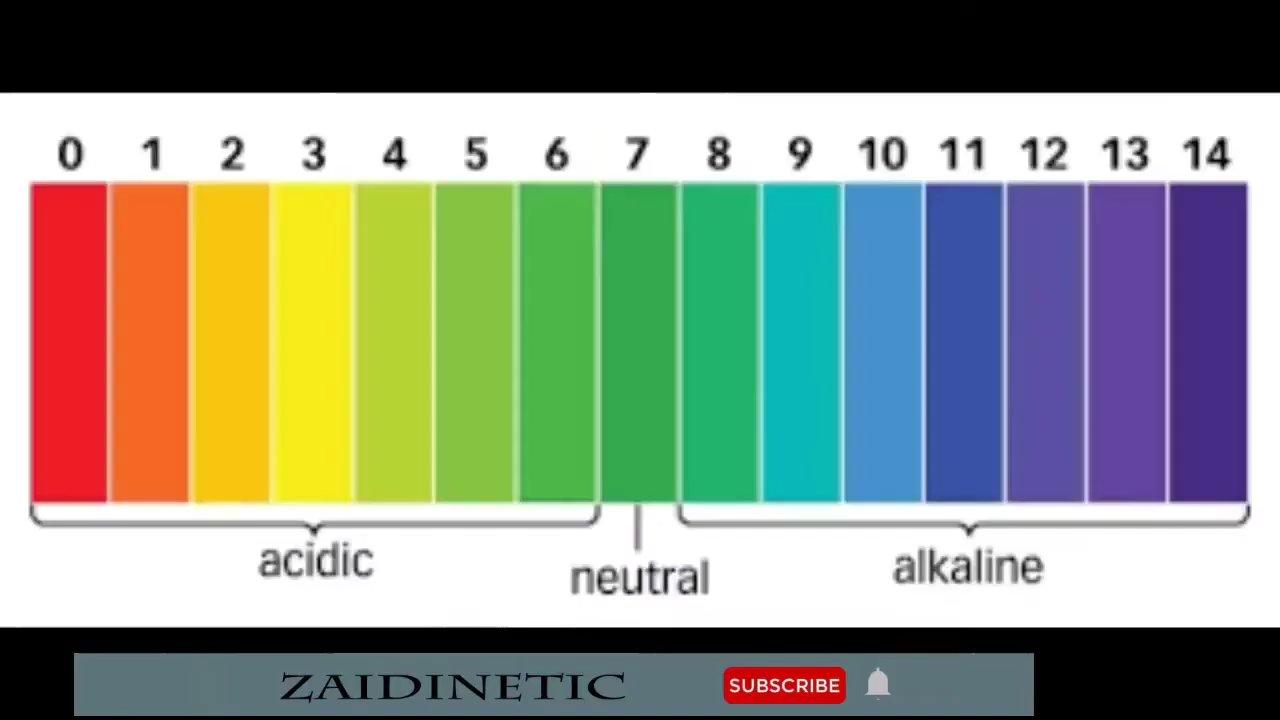 0 1 2 3 4 5 6 7 8 9 10 11 12 13 14
acidic
neutral
alkaline
ZAIDINETIC SUBSCRIBE